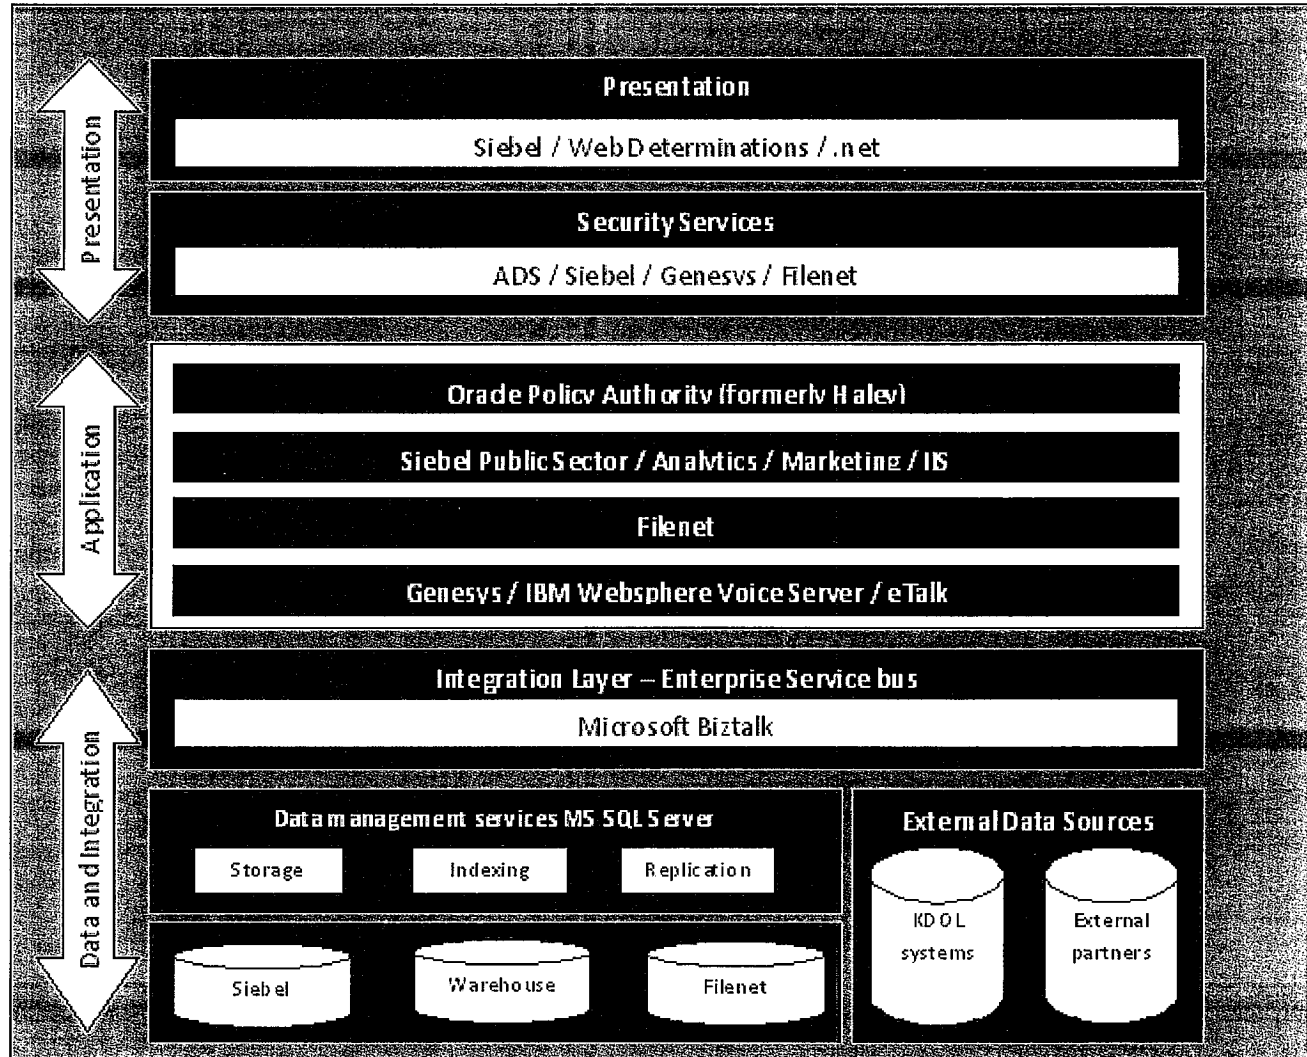 Presentation
Presentation
Siebel / WebDeterminations / .net
Security Services
ADS / Siebel / Genesys / Filenet
Application
Oracle Policy Authority (formerly Haley)
Siebel Public Sector / Analytics / Marketing / IIS
Filenet
Genesys / IBM Websphere Voice Server / eTalk
Data and Integration
Integration Layer – Enterprise Service bus
Microsoft Biztalk
Data management services MS SQL Server
Storage
Indexing
Replication
Siebel
Warehouse
Filenet
External Data Sources
KDOL
systems
External
partners